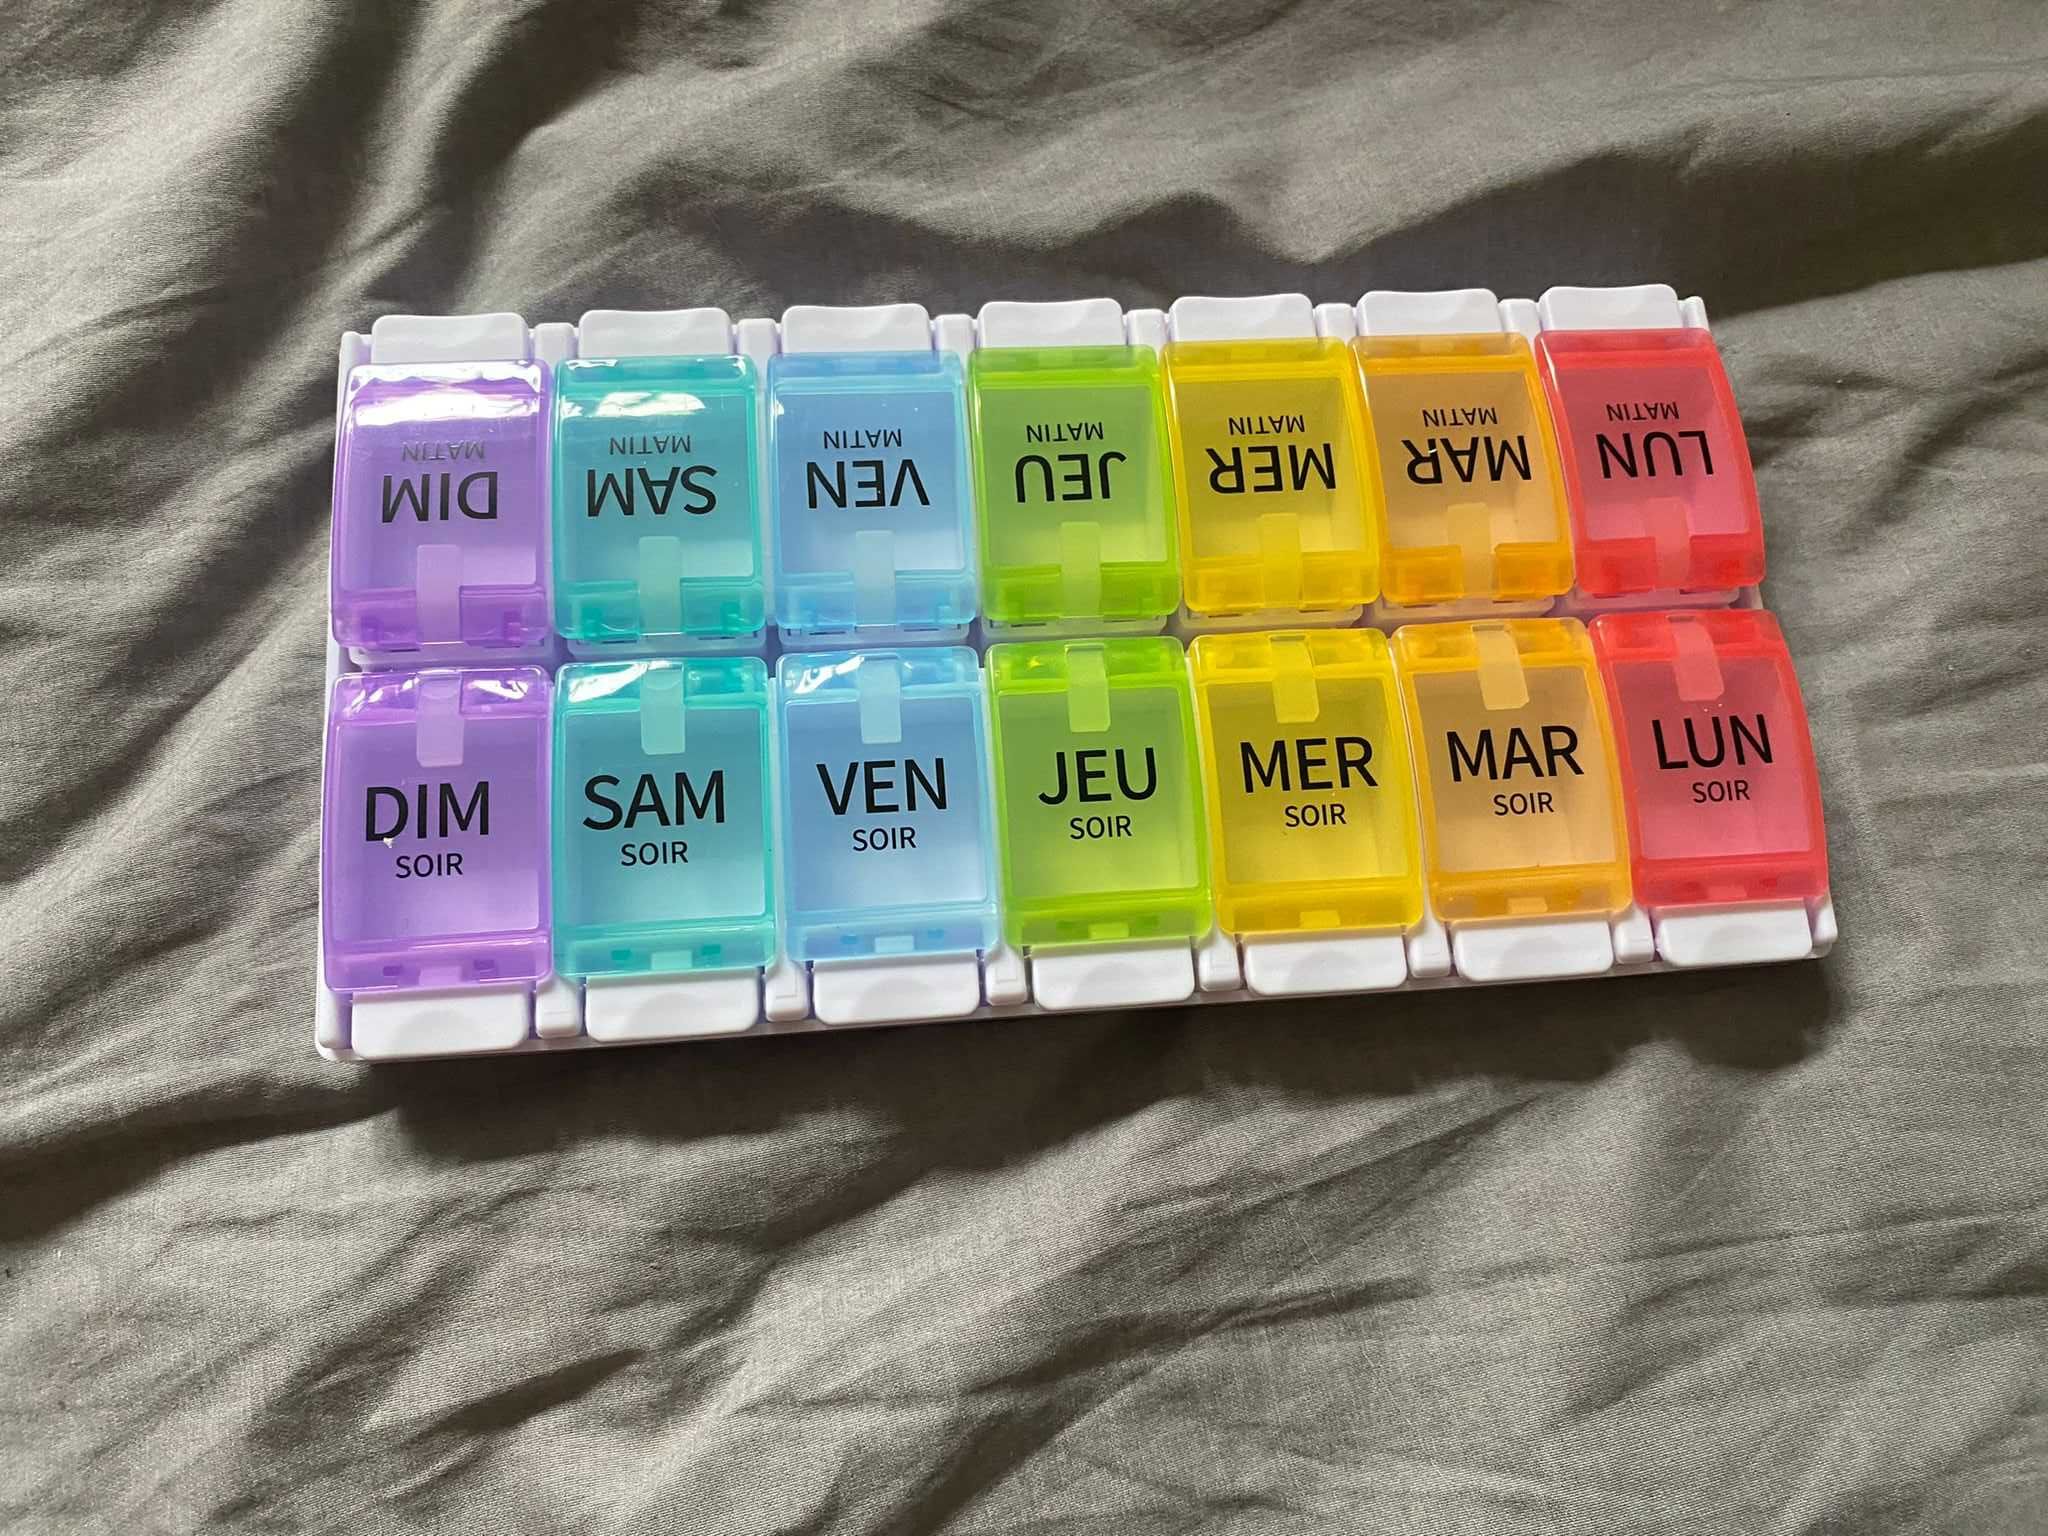 DIM
MATIN
SAM
MATIN
VEN
MATIN
JEU
MATIN
MER
MATIN
MAR
MATIN
LUN
MATIN
DIM
SOIR
SAM
SOIR
VEN
SOIR
JEU
SOIR
MER
SOIR
MAR
SOIR
LUN
SOIR